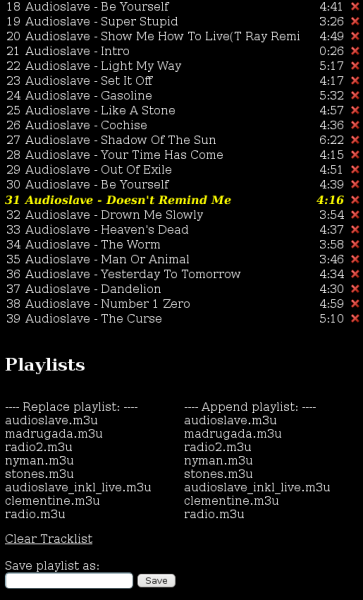 18 Audioslave - Be Yourself 4:41
19 Audioslave - Super Stupid 3:26
20 Audioslave - Show Me How To Live(T Ray Remi 4:49
21 Audioslave - Intro 0:26
22 Audioslave - Light My Way 5:17
23 Audioslave - Set It Off 4:17
24 Audioslave - Gasoline 5:32
25 Audioslave - Like A Stone 4:57
26 Audioslave - Cochise 4:36
27 Audioslave - Shadow Of The Sun 6:22
28 Audioslave - Your Time Has Come 4:15
29 Audioslave - Out Of Exile 4:51
30 Audioslave - Be Yourself 4:39
31 Audioslave - Doesn't Remind Me 4:16
32 Audioslave - Drown Me Slowly 3:54
33 Audioslave - Heaven's Dead 4:37
34 Audioslave - The Worm 3:58
35 Audioslave - Man Or Animal 3:46
36 Audioslave - Yesterday To Tomorrow 4:34
37 Audioslave - Dandelion 4:30
38 Audioslave - Number 1 Zero 4:59
39 Audioslave - The Curse 5:10
Playlists
---- Replace playlist: ----
audioslave.m3u
madrugada.m3u
radio2.m3u
nyman.m3u
stones.m3u
audioslave_inkl_live.m3u
clementine.m3u
radio.m3u
---- Append playlist: ----
audioslave.m3u
madrugada.m3u
radio2.m3u
nyman.m3u
stones.m3u
audioslave_inkl_live.m3u
clementine.m3u
radio.m3u
Clear Tracklist
Save playlist as:
Save